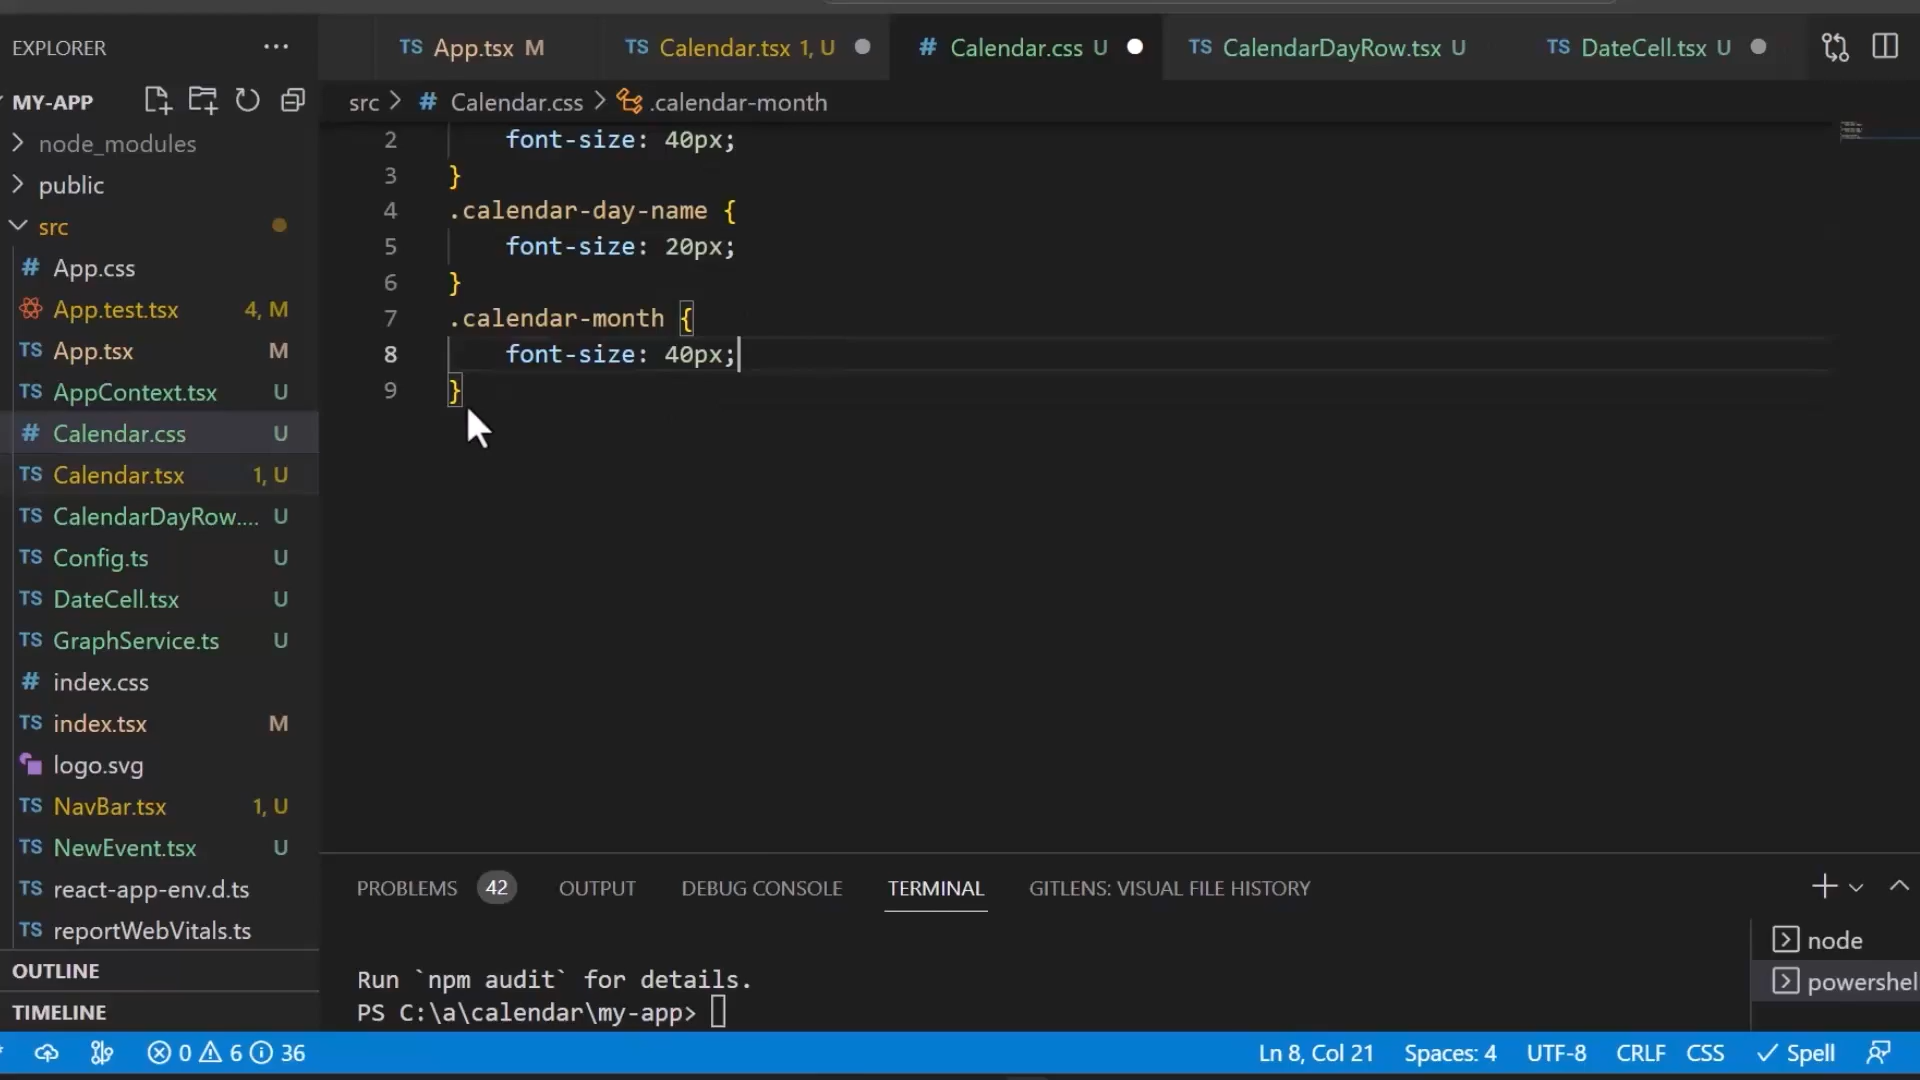 EXPLORER
MY-APP
node_modules
public
src
# App.css
App.test.tsx 4, M
TS App.tsx M
TS AppContext.tsx U
# Calendar.css U
TS Calendar.tsx 1, U
TS CalendarDayRow.... U
TS Config.ts U
TS DateCell.tsx U
TS GraphService.ts U
# index.css
TS index.tsx M
logo.svg
TS NavBar.tsx 1, U
TS NewEvent.tsx U
TS react-app-env.d.ts
TS reportWebVitals.ts
OUTLINE
TIMELINE
TS App.tsx M
TS Calendar.tsx 1, U
# Calendar.css U
TS CalendarDayRow.tsx U
TS DateCell.tsx U
src > # Calendar.css > .calendar-month
2 font-size: 40px;
3 }
4 .calendar-day-name {
5 font-size: 20px;
6 }
7 .calendar-month {
8 font-size: 40px;
9 }
PROBLEMS 42 OUTPUT DEBUG CONSOLE TERMINAL GITLENS: VISUAL FILE HISTORY
Run `npm audit` for details.
PS C:\a\calendar\my-app>
node
powershell
0 6 36
Ln 8, Col 21 Spaces: 4 UTF-8 CRLF CSS Spell